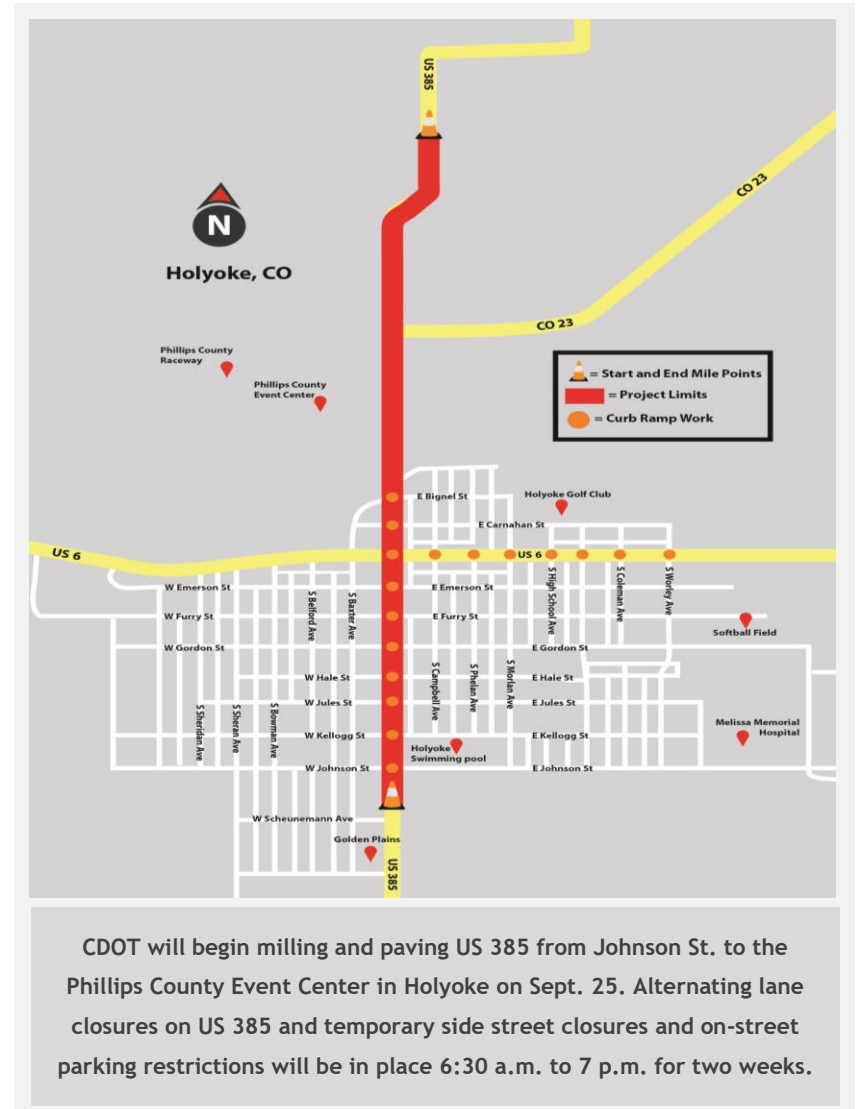 US 385
CO 23
N
Holyoke, CO
CO 23
Phillips County
Raceway
Phillips County
Event Center
= Start and End Mile Points
= Project Limits
= Curb Ramp Work
E Bignel St
Holyoke Golf Club
E Carnahan St
US 6
US 6
W Emerson St
S Belford Ave
S Baxter Ave
E Emerson St
S High School Ave
S Coleman Ave
S Worley Ave
W Furry St
E Furry St
Softball Field
W Gordon St
E Gordon St
W Hale St
S Campbell Ave
S Phelan Ave
S Morlan Ave
E Hale St
W Jules St
E Jules St
S Sheridan Ave
S Sheran Ave
S Bowman Ave
W Kellogg St
E Kellogg St
Melissa Memorial
Hospital
Holyoke
Swimming pool
W Johnson St
E Johnson St
W Scheunemann Ave
Golden Plains
US 385
CDOT will begin milling and paving US 385 from Johnson St. to the
Phillips County Event Center in Holyoke on Sept. 25. Alternating lane
closures on US 385 and temporary side street closures and on-street
parking restrictions will be in place 6:30 a.m. to 7 p.m. for two weeks.